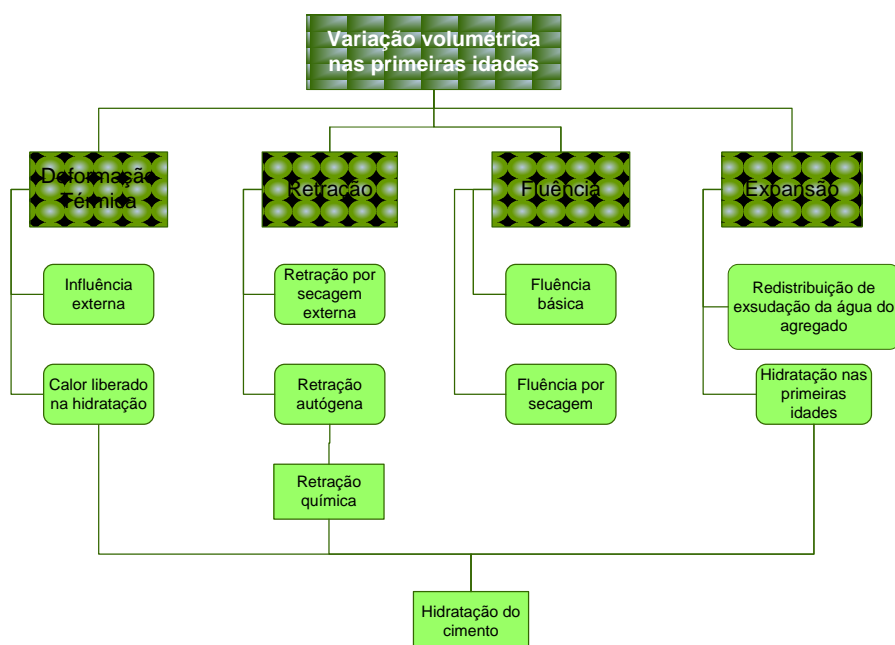 Variação volumétrica
nas primeiras idades
Deformação
Térmica
Retração
Fluência
Expansão
Influência
externa
Retração por
secagem
externa
Fluência
básica
Redistribuição de
exsudação da água do
agregado
Calor liberado
na hidratação
Retração
autógena
Fluência por
secagem
Hidratação nas
primeiras
idades
Retração
química
Hidratação do
cimento